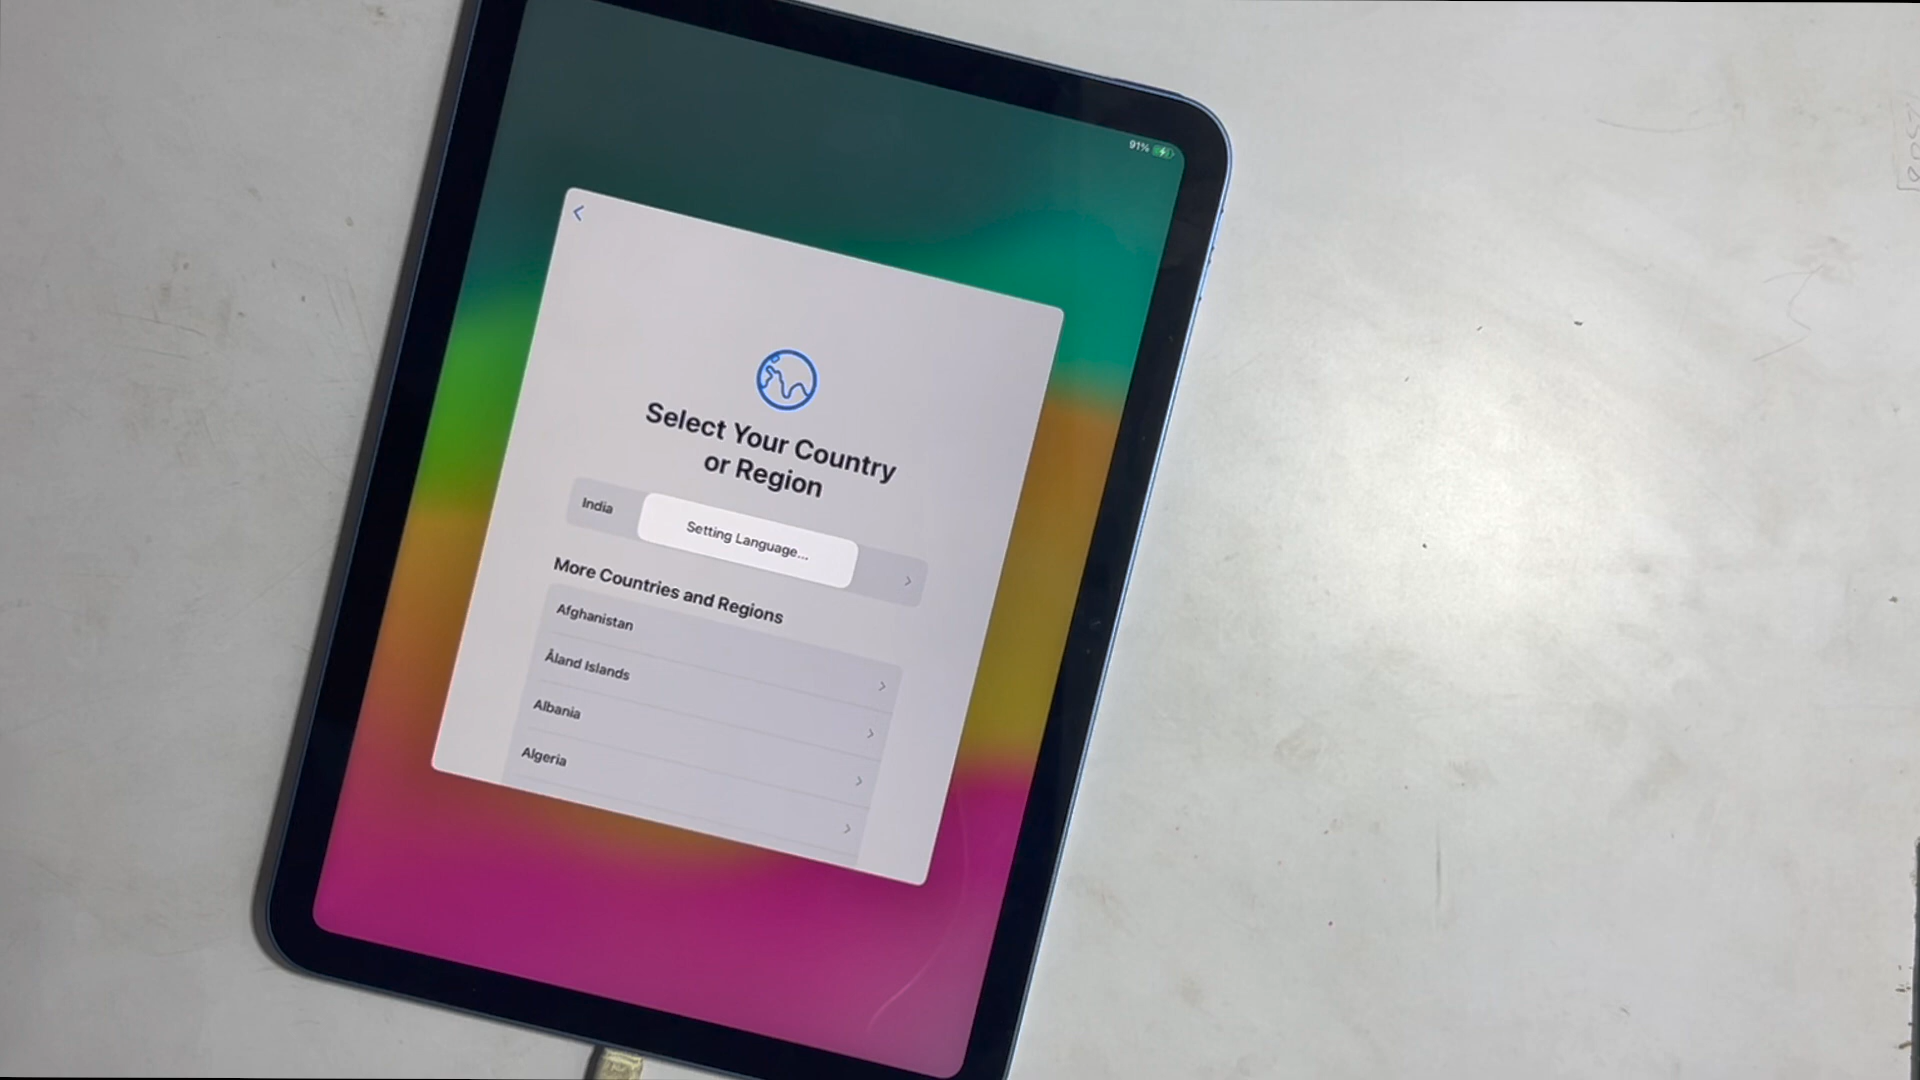 91%
Select Your Country
or Region
India
Setting Language...
More Countries and Regions
Afghanistan
Åland Islands
Albania
Algeria